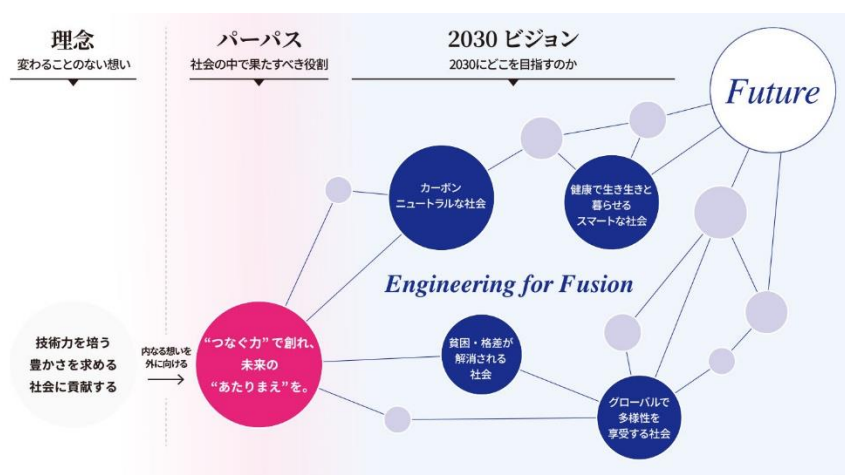 理念
変わることのない想い
パーパス
社会の中で果たすべき役割
2030 ビジョン
2030にどこを目指すのか
Future
カーボン
ニュートラルな社会
健康で生き生きと
暮らせる
スマートな社会
Engineering for Fusion
技術力を培う
豊かさを求める
社会に貢献する
内なる想いを
外に向ける
“つなぐ力” で創れ、
未来の
“あたりまえ”を。
貧困・格差が
解消される
社会
グローバルで
多様性を
享受する社会